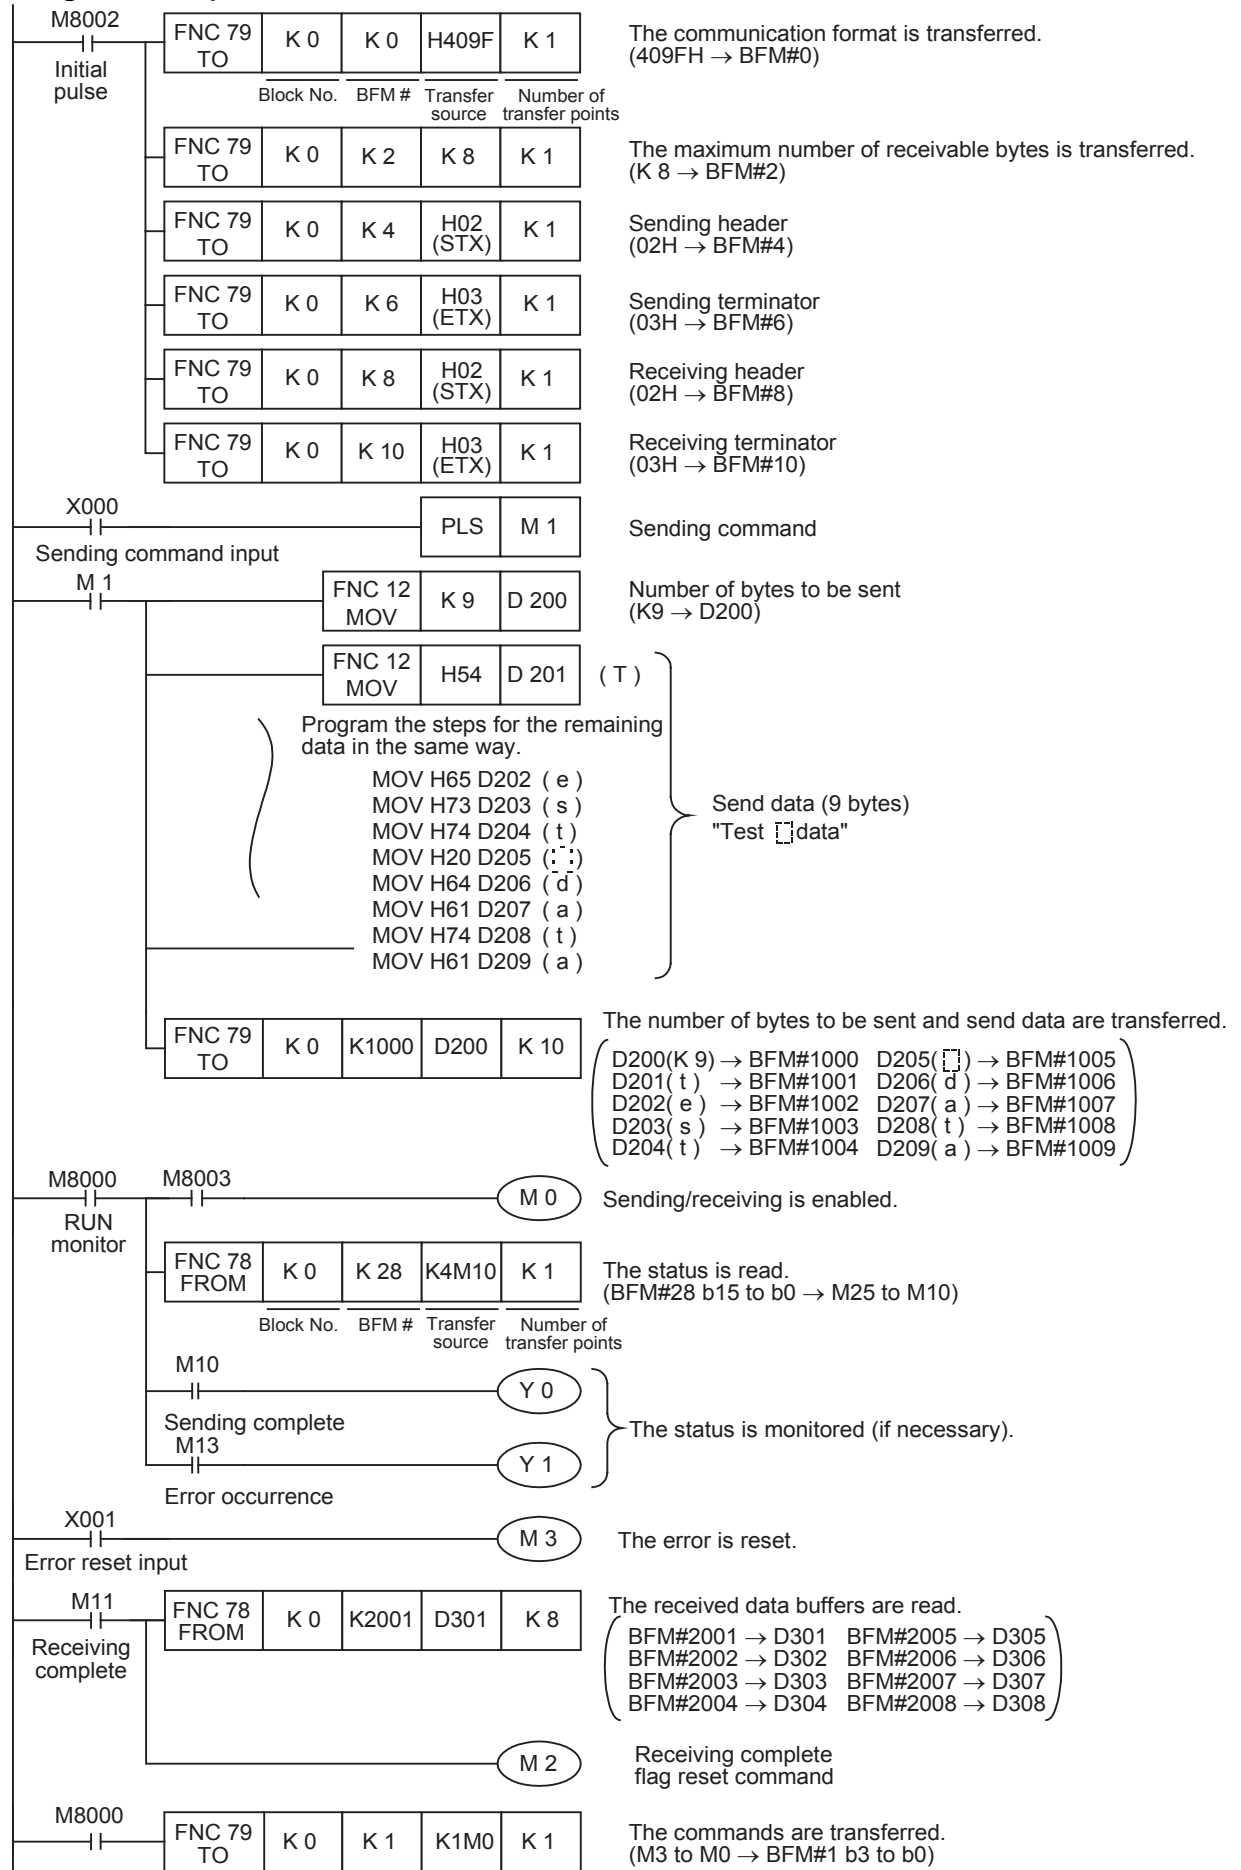 M8002
Initial
pulse
FNC 79
TO
K 0
K 0
H409F
K 1
The communication format is transferred.
(409FH → BFM#0)
Block No.
BFM #
Transfer
source
Number of
transfer points
FNC 79
TO
K 0
K 2
K 8
K 1
The maximum number of receivable bytes is transferred.
(K 8 → BFM#2)
FNC 79
TO
K 0
K 4
H02
(STX)
K 1
Sending header
(02H → BFM#4)
FNC 79
TO
K 0
K 6
H03
(ETX)
K 1
Sending terminator
(03H → BFM#6)
FNC 79
TO
K 0
K 8
H02
(STX)
K 1
Receiving header
(02H → BFM#8)
FNC 79
TO
K 0
K 10
H03
(ETX)
K 1
Receiving terminator
(03H → BFM#10)
X000
Sending command input
PLS
M 1
Sending command
M 1
FNC 12
MOV
K 9
D 200
Number of bytes to be sent
(K9 → D200)
FNC 12
MOV
H54
D 201
( T )
Program the steps for the remaining
data in the same way.
MOV H65 D202 ( e )
MOV H73 D203 ( s )
MOV H74 D204 ( t )
MOV H20 D205 ( )
MOV H64 D206 ( d )
MOV H61 D207 ( a )
MOV H74 D208 ( t )
MOV H61 D209 ( a )
Send data (9 bytes)
"Test data"
FNC 79
TO
K 0
K1000
D200
K 10
The number of bytes to be sent and send data are transferred.
D200(K 9) → BFM#1000 D205( ) → BFM#1005
D201( t ) → BFM#1001 D206( d ) → BFM#1006
D202( e ) → BFM#1002 D207( a ) → BFM#1007
D203( s ) → BFM#1003 D208( t ) → BFM#1008
D204( t ) → BFM#1004 D209( a ) → BFM#1009
M8000
RUN
monitor
M8003
M 0
Sending/receiving is enabled.
FNC 78
FROM
K 0
K 28
K4M10
K 1
The status is read.
(BFM#28 b15 to b0 → M25 to M10)
Block No.
BFM #
Transfer
source
Number of
transfer points
M10
Sending complete
Y 0
M13
Error occurrence
Y 1
The status is monitored (if necessary).
X001
Error reset input
M 3
The error is reset.
M11
Receiving
complete
FNC 78
FROM
K 0
K2001
D301
K 8
The received data buffers are read.
BFM#2001 → D301 BFM#2005 → D305
BFM#2002 → D302 BFM#2006 → D306
BFM#2003 → D303 BFM#2007 → D307
BFM#2004 → D304 BFM#2008 → D308
M 2
Receiving complete
flag reset command
M8000
FNC 79
TO
K 0
K 1
K1M0
K 1
The commands are transferred.
(M3 to M0 → BFM#1 b3 to b0)